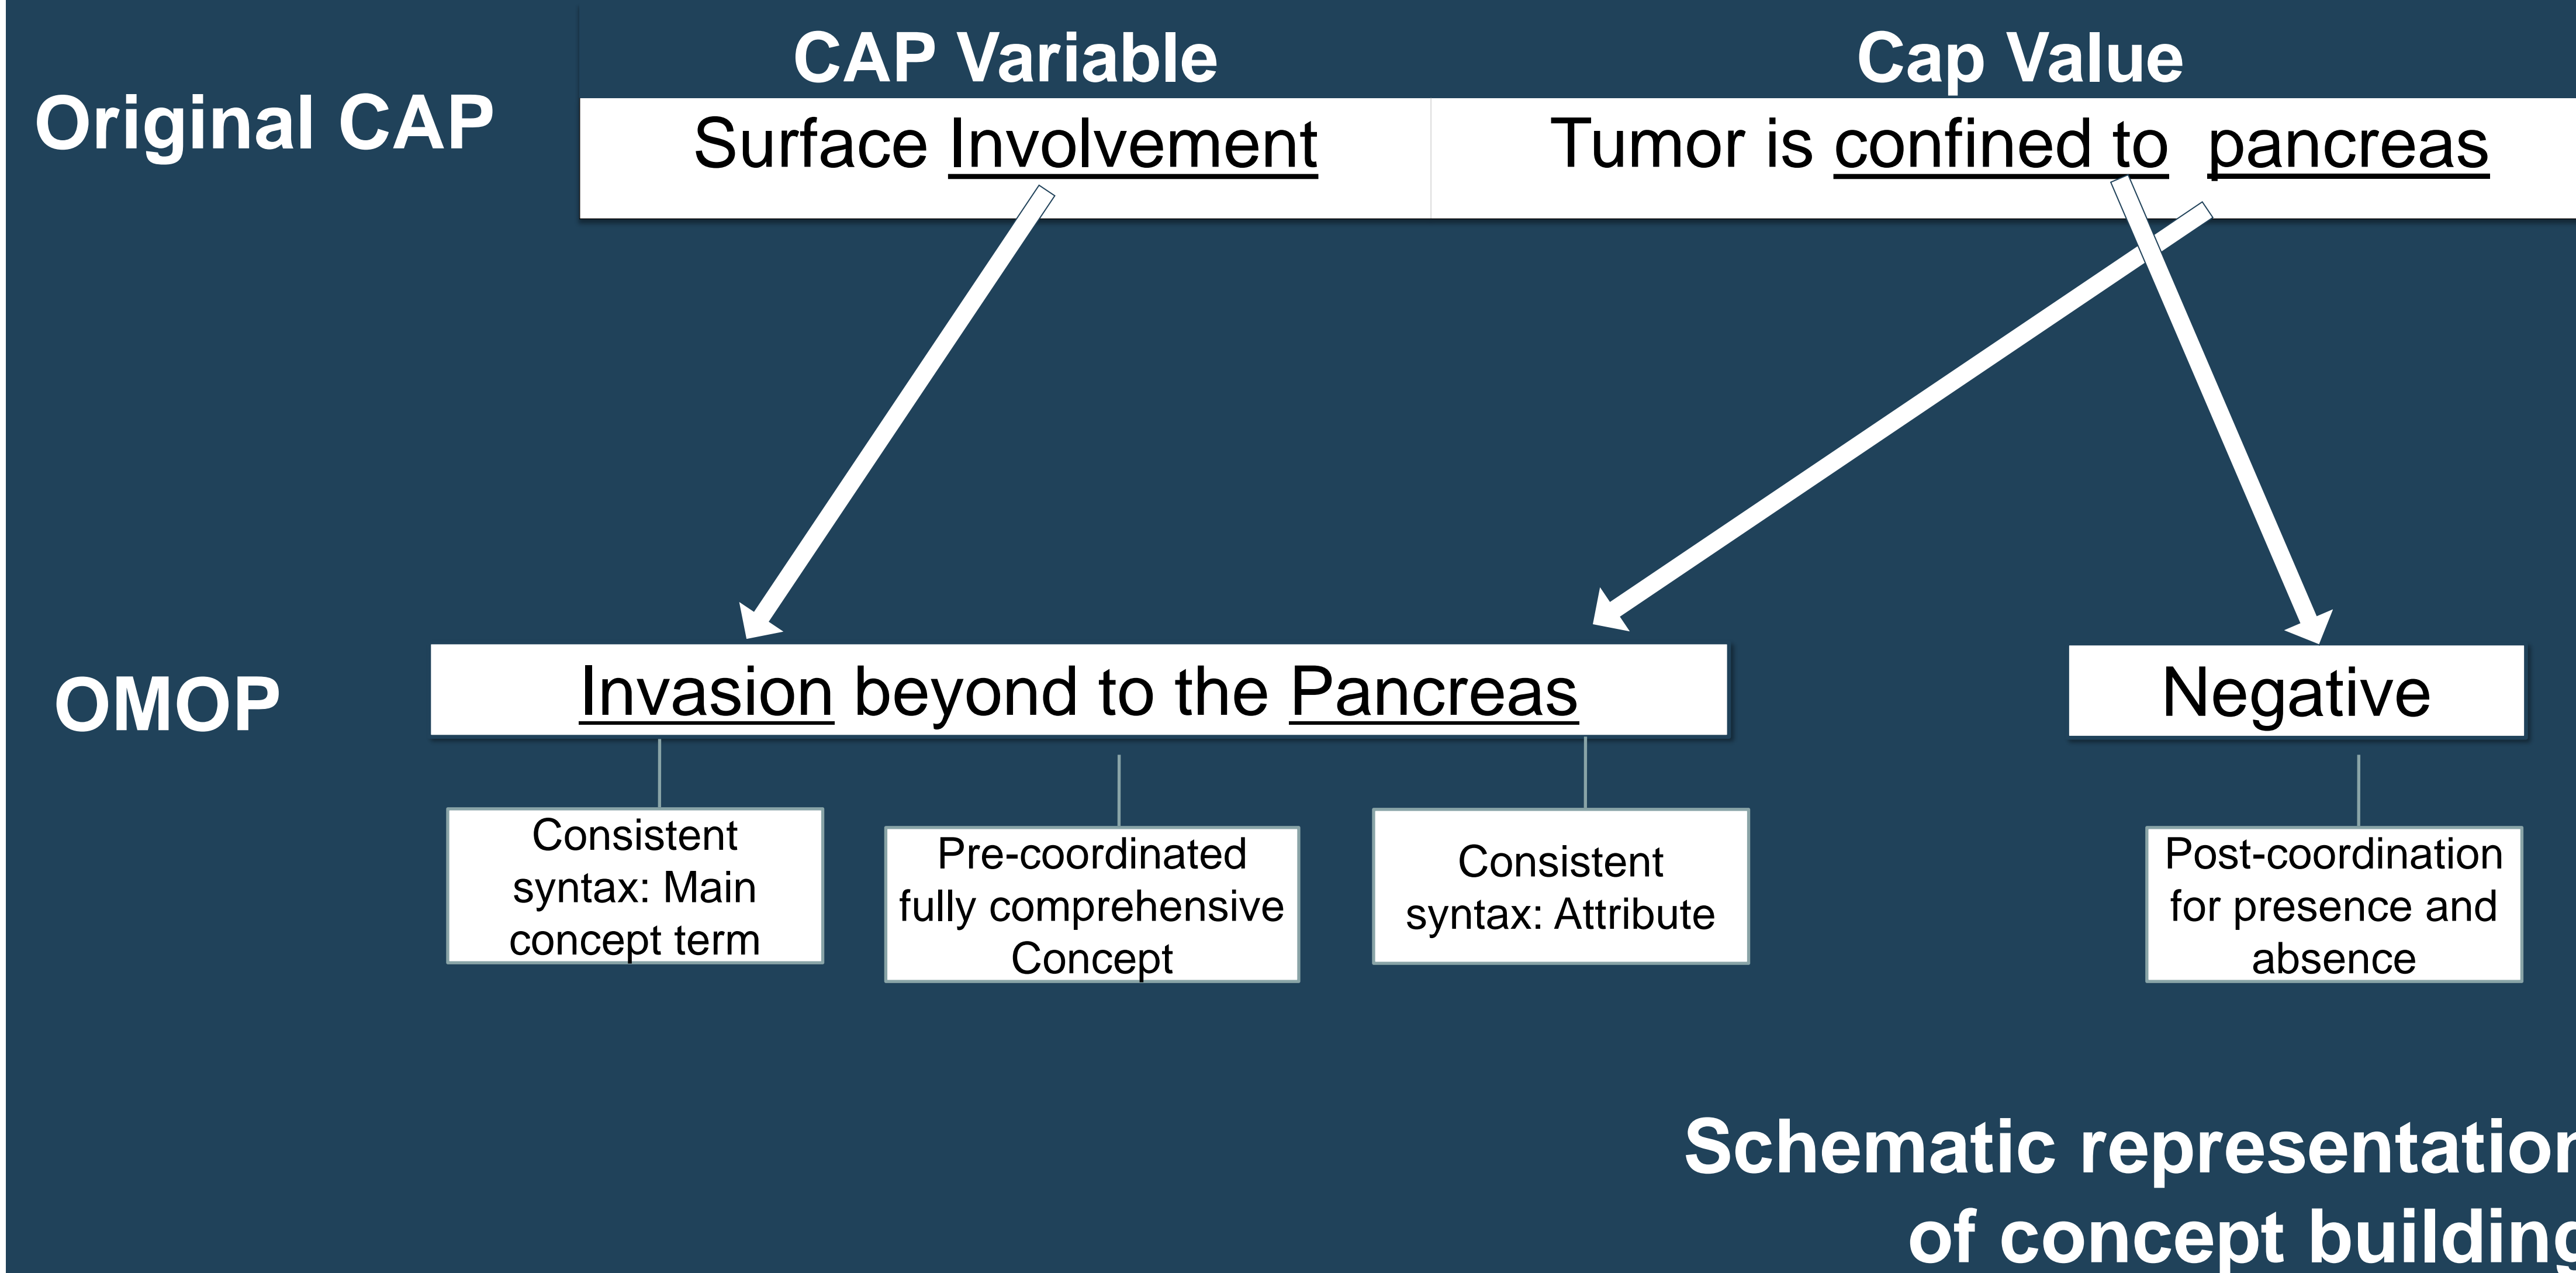 CAP Variable
Cap Value
Original CAP
Surface Involvement
Tumor is confined to pancreas
OMOP
Invasion beyond to the Pancreas
Negative
Consistent
syntax: Main
concept term
Pre-coordinated
fully comprehensive
Concept
Consistent
syntax: Attribute
Post-coordination
for presence and
absence
Schematic representation
of concept building